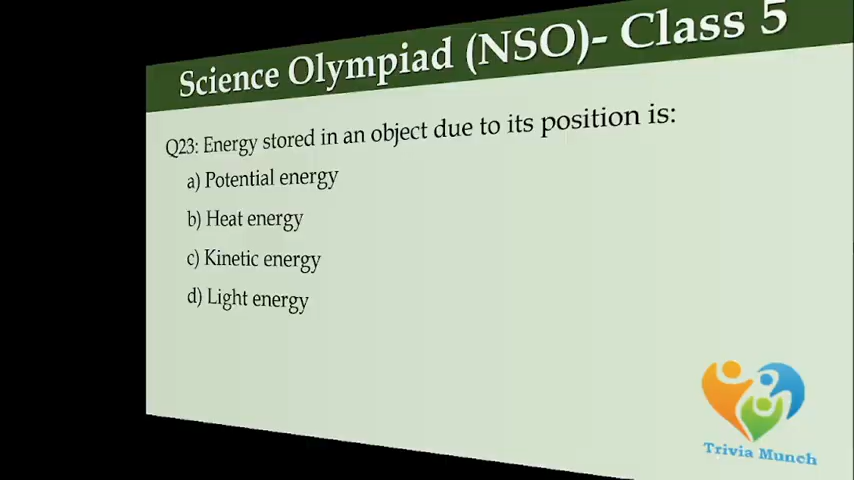 Science Olympiad (NSO)- Class 5
Q23: Energy stored in an object due to its position is:
a) Potential energy
b) Heat energy
c) Kinetic energy
d) Light energy
Trivia Munch